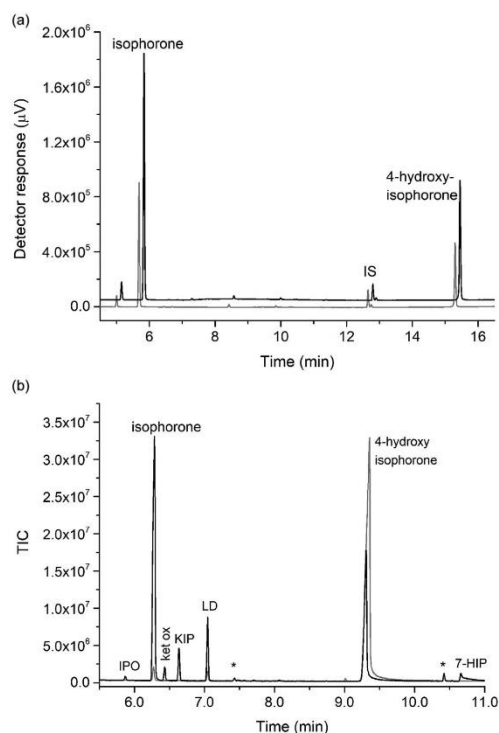 (a)
2.0x10⁶
isophorone
1.6x10⁶
1.2x10⁶
Detector response (μV)
8.0x10⁵
4-hydroxy-
isophorone
4.0x10⁵
IS
0.0
6 8 10 12 14 16
Time (min)
(b)
3.5x10⁷
isophorone
4-hydroxy
isophorone
3.0x10⁷
2.5x10⁷
2.0x10⁷
TIC
1.5x10⁷
1.0x10⁷
LD
5.0x10⁶
IPO ket ox KIP * * 7-HIP
0.0
6.0 7.0 8.0 9.0 10.0 11.0
Time (min)